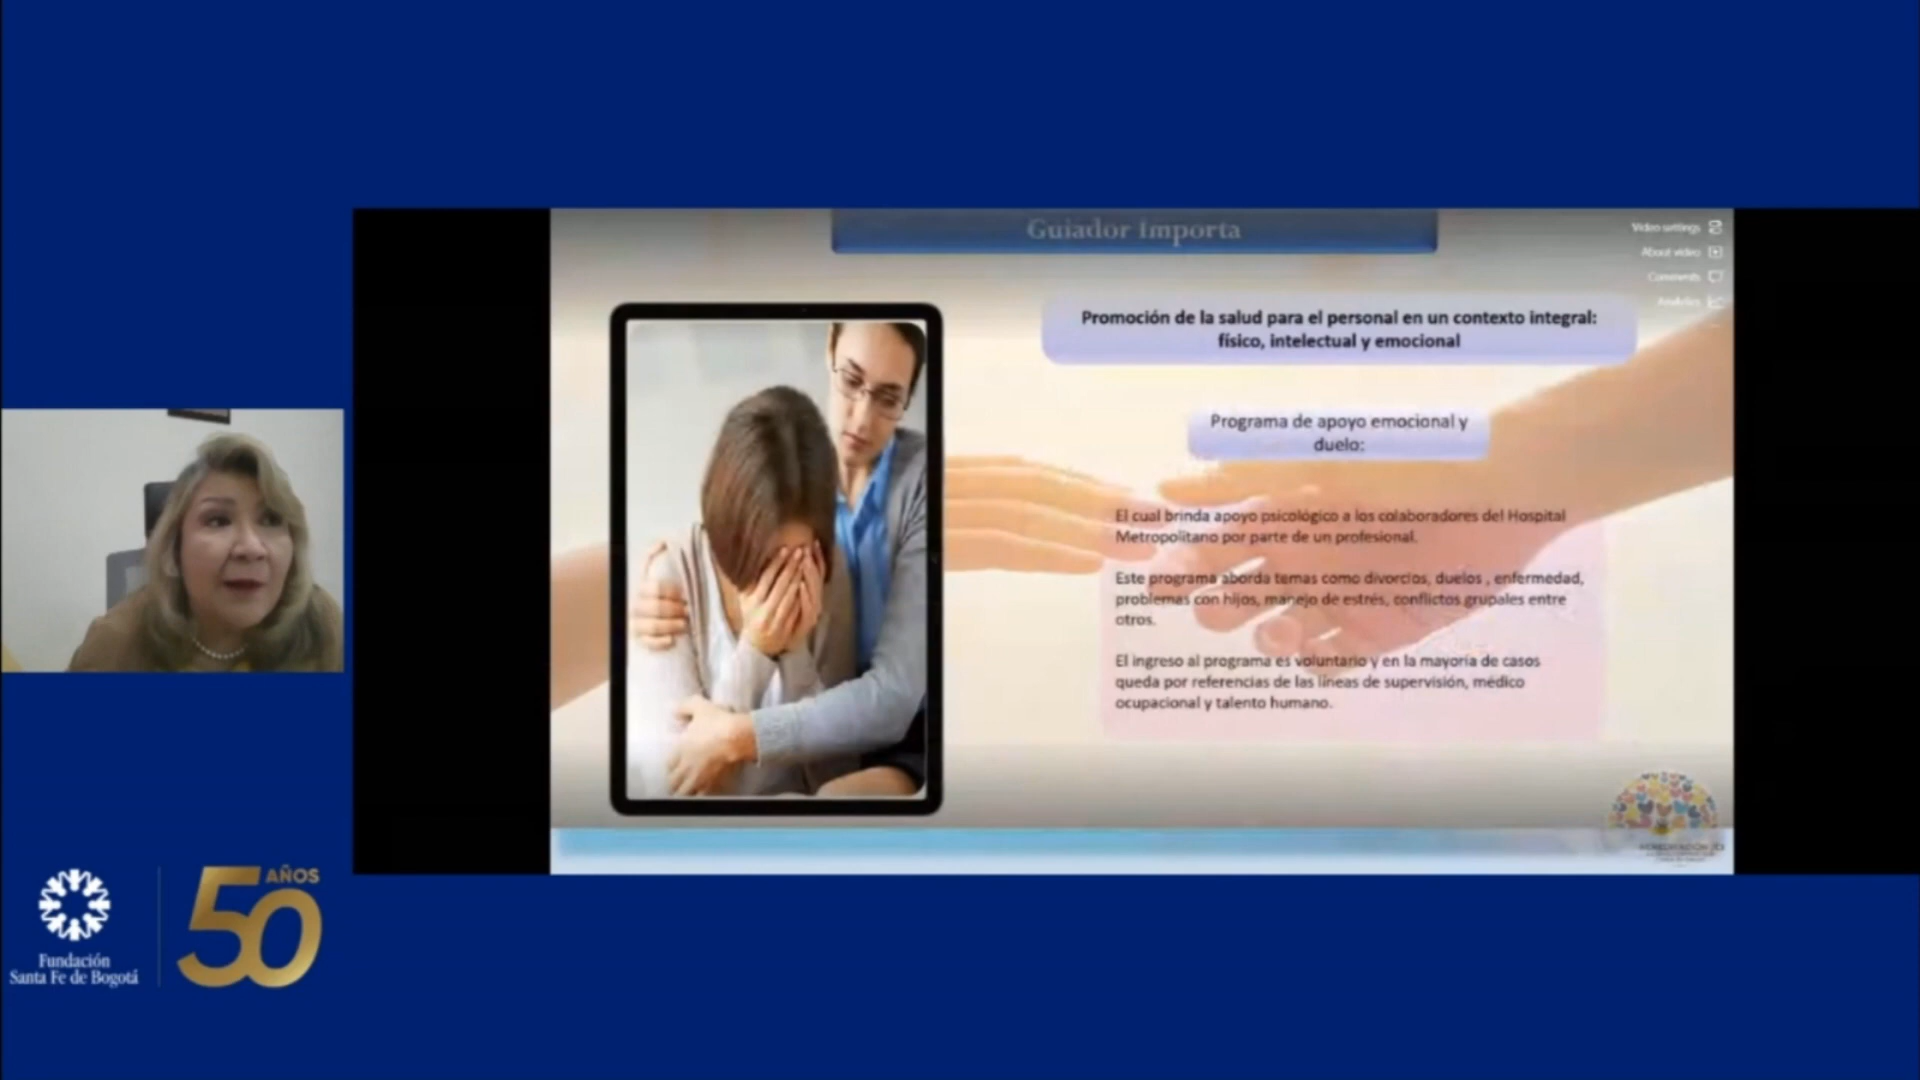 Guiador Importa
Video settings
About video
Comments
Analytics
Promoción de la salud para el personal en un contexto integral:
físico, intelectual y emocional
Programa de apoyo emocional y
duelo:
El cual brinda apoyo psicológico a los colaboradores del Hospital
Metropolitano por parte de un profesional.
Este programa aborda temas como divorcios, duelos , enfermedad,
problemas con hijos, manejo de estrés, conflictos grupales entre
otros.
El ingreso al programa es voluntario y en la mayoría de casos
queda por referencias de las líneas de supervisión, médico
ocupacional y talento humano.
AÑOS
50
Fundación
Santa Fe de Bogotá